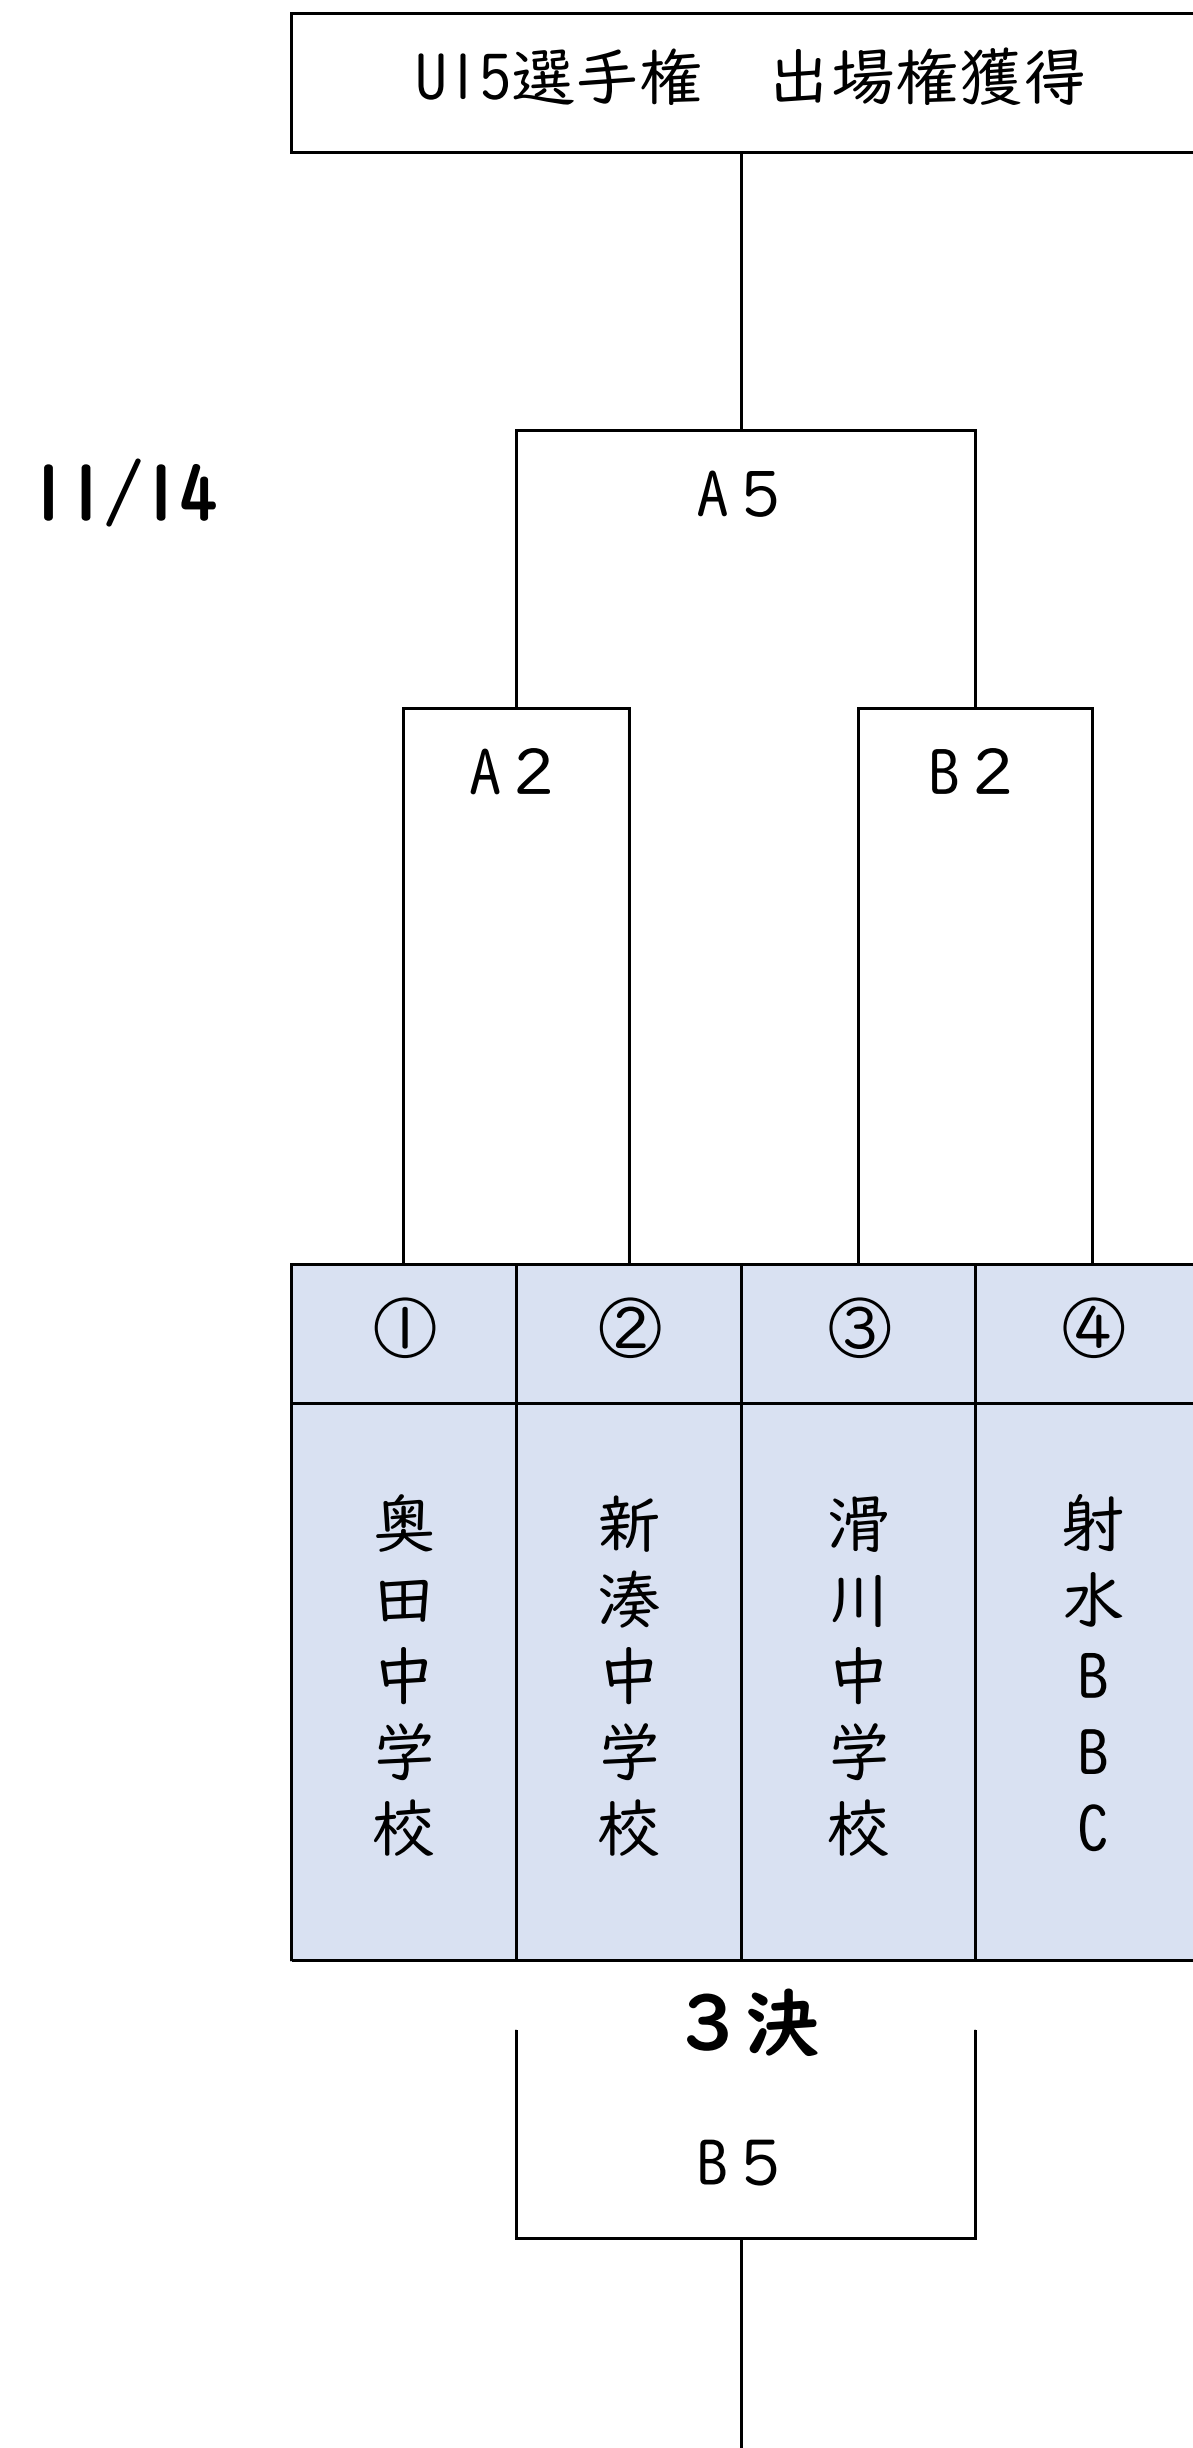 U15選手権　出場権獲得
11/14
A5
A2
B2
①
②
③
④
奥田中学校
新湊中学校
滑川中学校
射水BBC
3決
B5